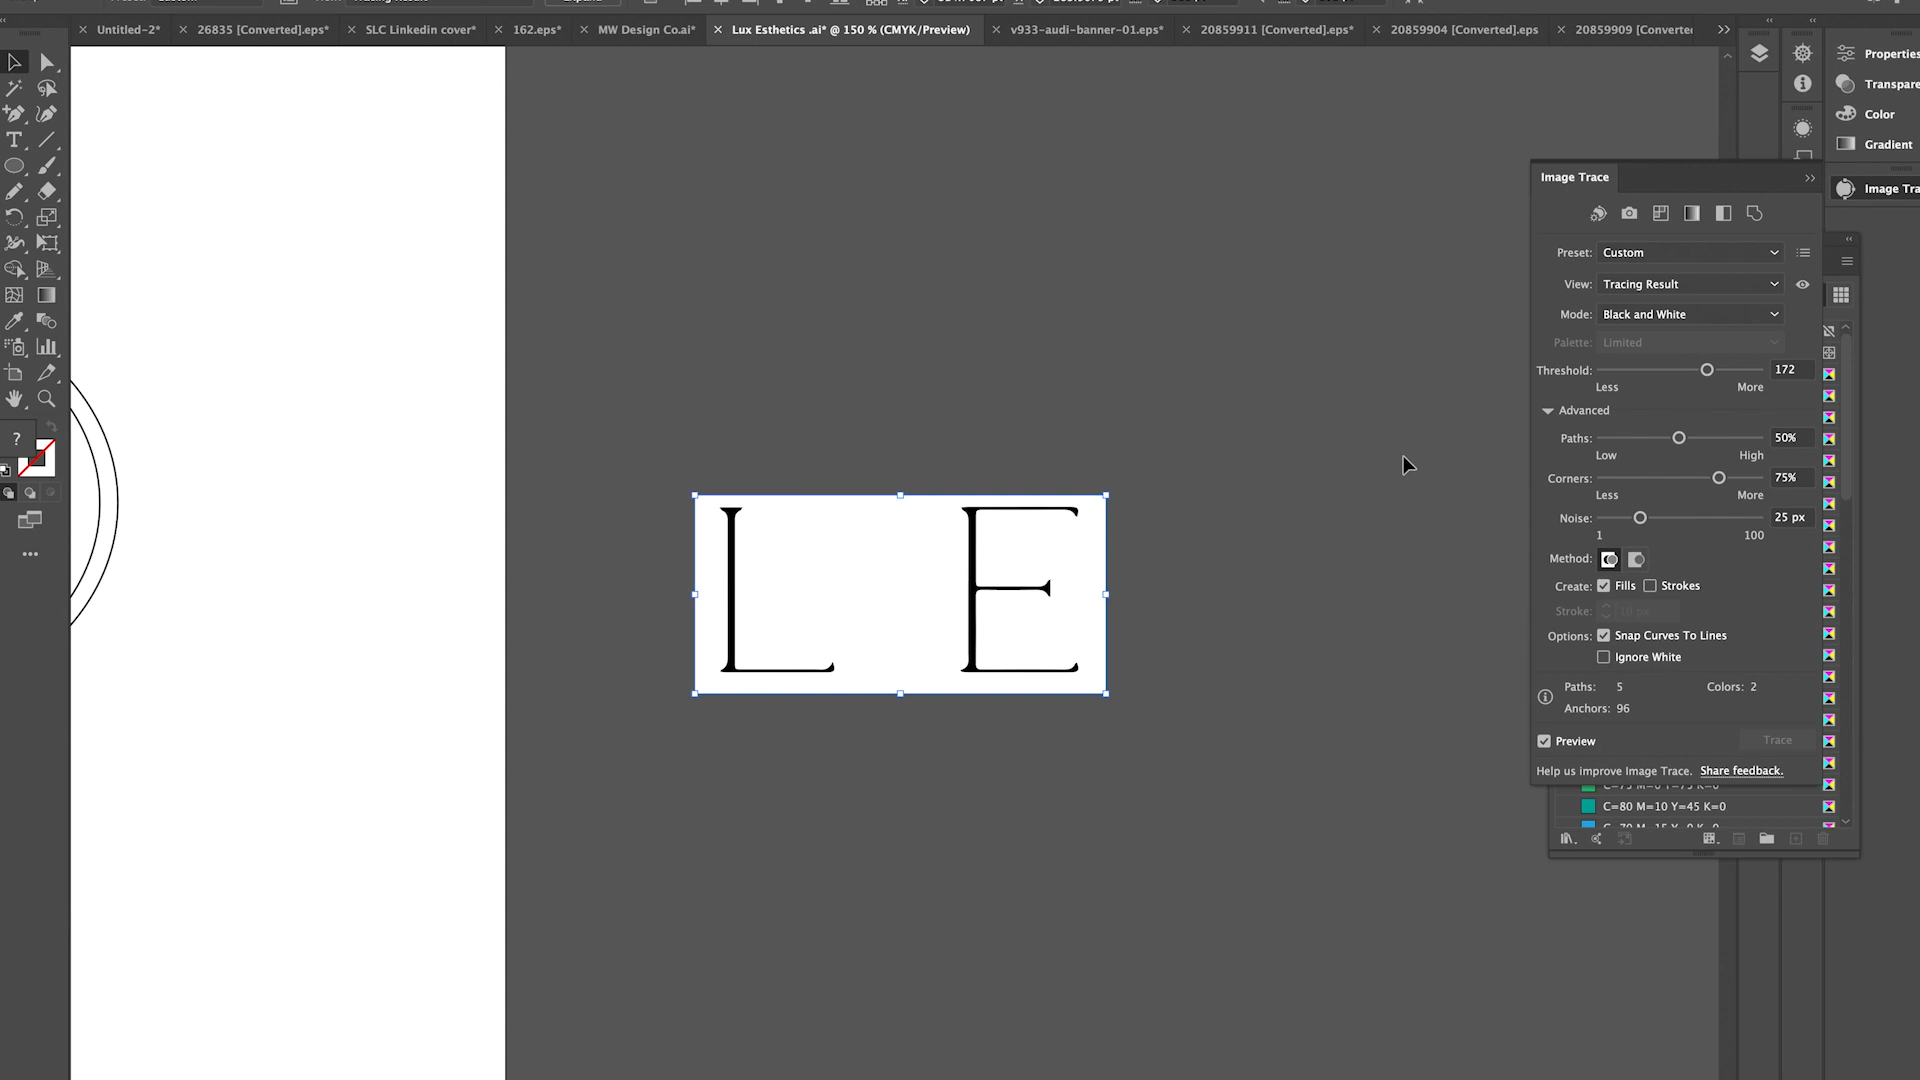 Untitled-2* 26835 [Converted].eps* SLC Linkedin cover* 162.eps* MW Design Co.ai* Lux Esthetics .ai* @ 150 % (CMYK/Preview) v933-audi-banner-01.eps* 20859911 [Converted].eps* 20859904 [Converted].eps 20859909
Properties
Color
Gradient
Image Trace
Image
Preset: Custom
View: Tracing Result
Mode: Black and White
Palette: Limited
Threshold: 172
Less More
Advanced
Paths: 50%
Low High
Corners: 75%
Less More
Noise: 25 px
1 100
Method:
Create: Fills Strokes
Stroke: 10 px
Options: Snap Curves To Lines
Ignore White
Paths: 5 Colors: 2
Anchors: 96
Preview Trace
Help us improve Image Trace. Share feedback.
C=80 M=10 Y=45 K=0
L E
?